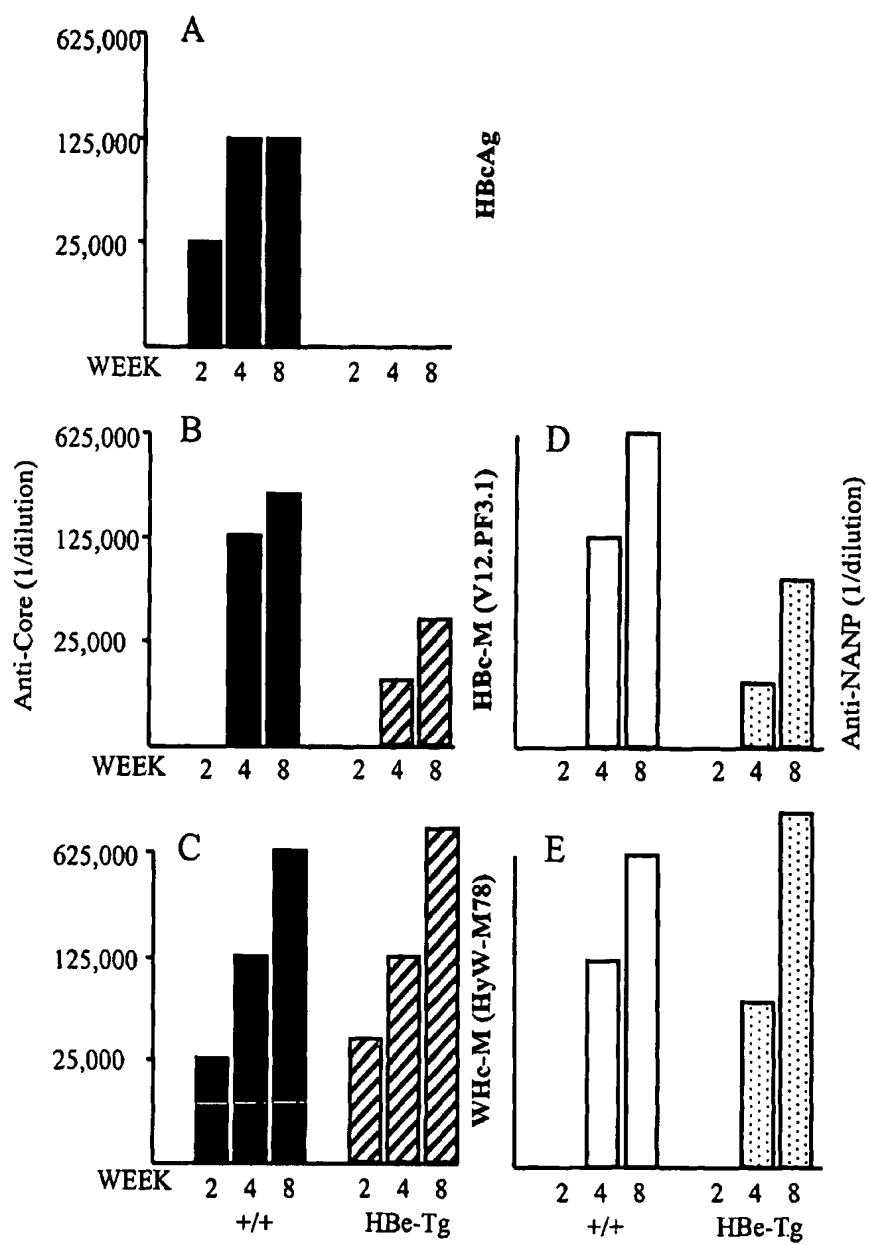 A
625,000
125,000
25,000
WEEK 2 4 8 2 4 8
HBcAg
B
625,000
125,000
25,000
WEEK 2 4 8 2 4 8
Anti-Core (1/dilution)
HBc-M (V12.PF3.1)
D
2 4 8 2 4 8
Anti-NANP (1/dilution)
C
625,000
125,000
25,000
WEEK 2 4 8 2 4 8
+/+ HBe-Tg
WHc-M (HyW-M78)
E
2 4 8 2 4 8
+/+ HBe-Tg